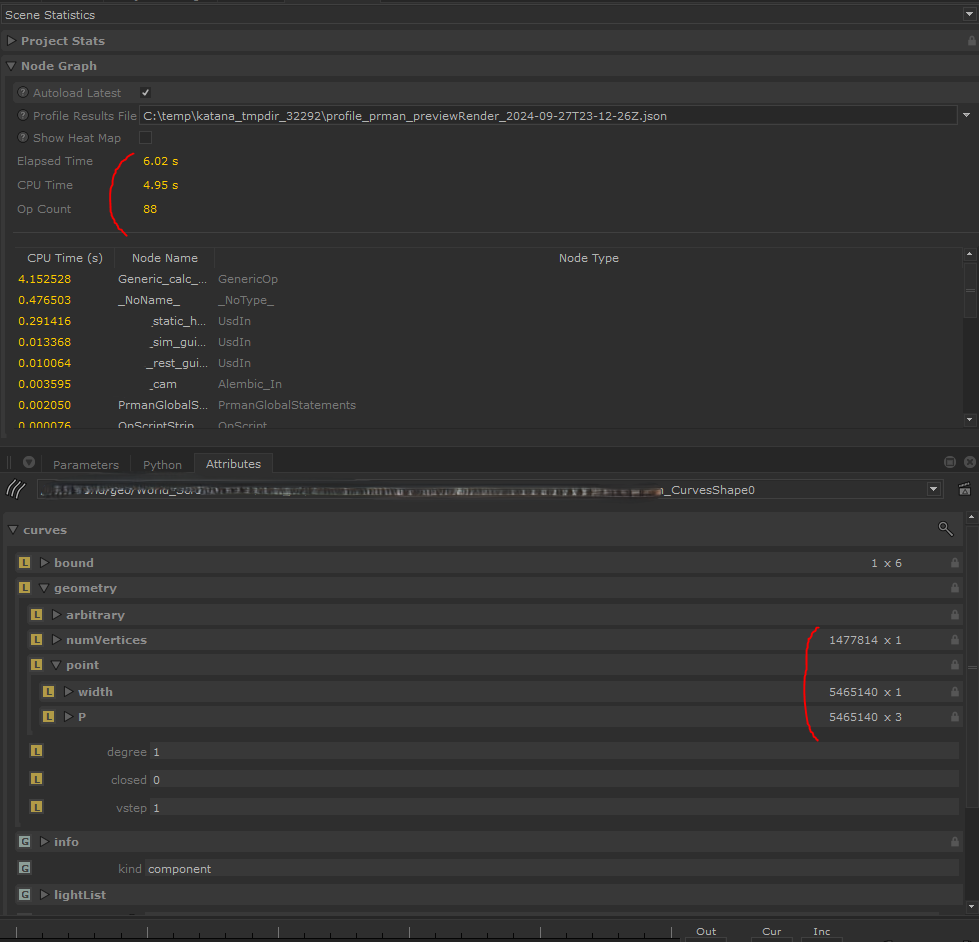 Scene Statistics
Project Stats
Node Graph
Autoload Latest
Profile Results File C:\temp\katana_tmpdir_32292\profile_prman_previewRender_2024-09-27T23-12-26Z.json
Show Heat Map
Elapsed Time 6.02 s
CPU Time 4.95 s
Op Count 88
CPU Time (s) Node Name Node Type
4.152528 Generic_calc_... GenericOp
0.476503 _NoName_ _NoType_
0.291416 _static_h... UsdIn
0.013368 _sim_gui... UsdIn
0.010064 _rest_gui... UsdIn
0.003595 _cam Alembic_In
0.002050 PrmanGlobalS... PrmanGlobalStatements
0.000076 OpScriptStrip OpScript
Parameters Python Attributes
_CurvesShape0
curves
L bound 1 x 6
L geometry
L arbitrary
L numVertices 1477814 x 1
L point
L width 5465140 x 1
L P 5465140 x 3
L degree 1
L closed 0
L vstep 1
G info
G kind component
G lightList
Out Cur Inc